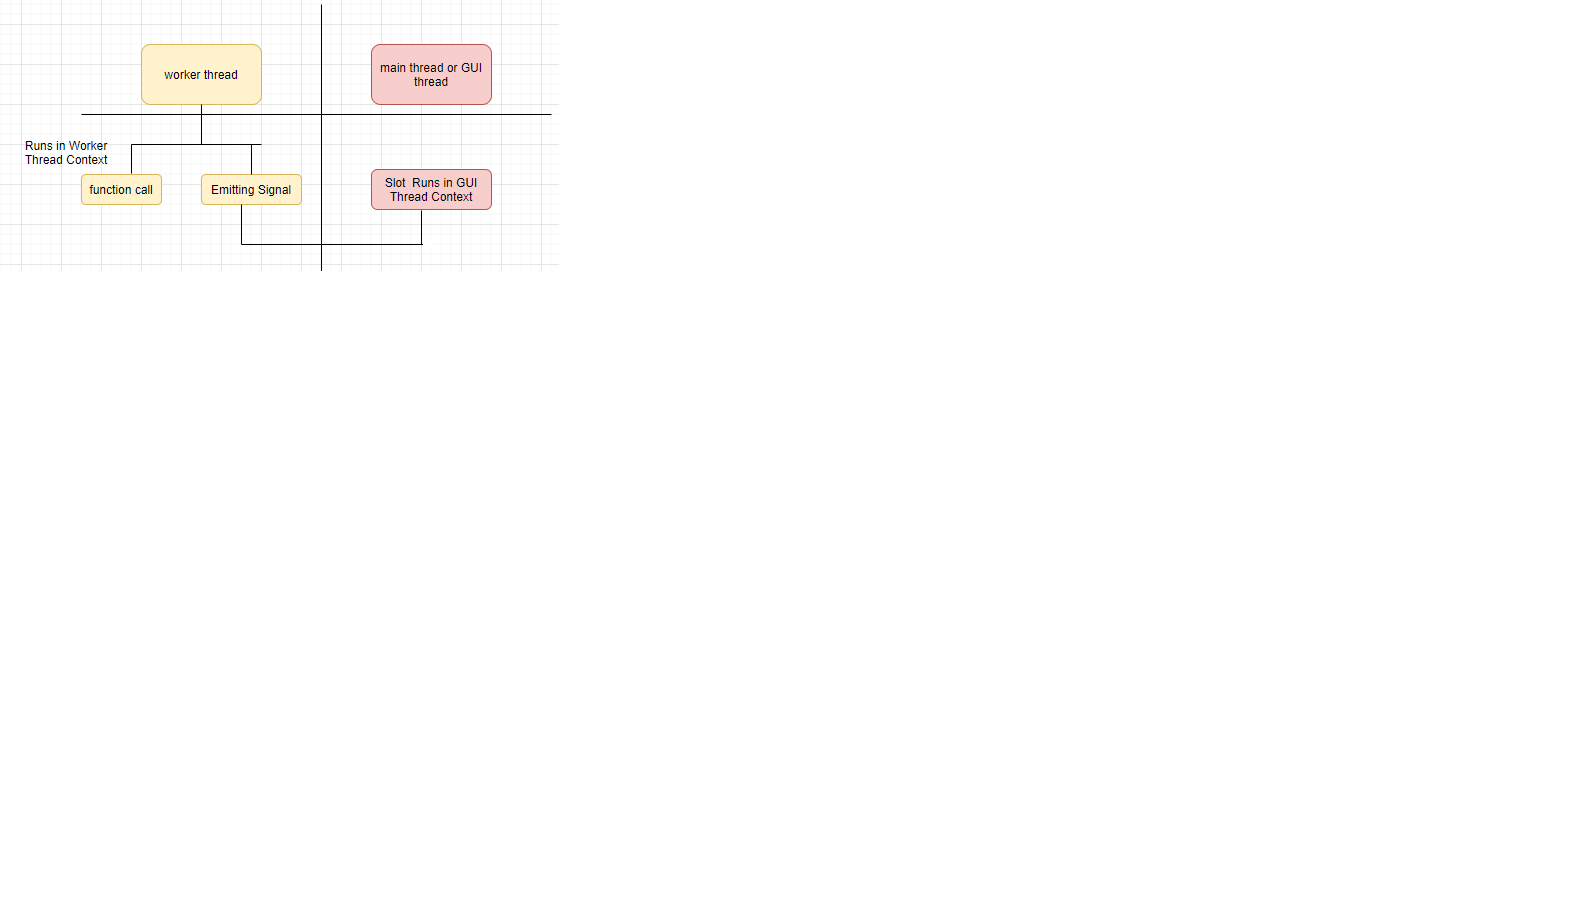 worker thread
main thread or GUI
thread
Runs in Worker
Thread Context
function call
Emitting Signal
Slot  Runs in GUI
Thread Context